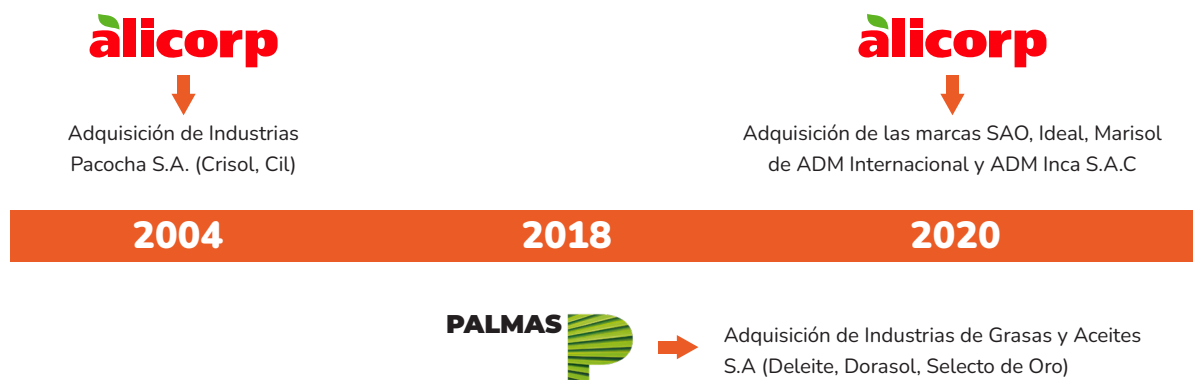 alicorp
Adquisición de Industrias
Pacocha S.A. (Crisol, Cil)
alicorp
Adquisición de las marcas SAO, Ideal, Marisol
de ADM Internacional y ADM Inca S.A.C
2004
2018
2020
PALMAS
Adquisición de Industrias de Grasas y Aceites
S.A (Deleite, Dorasol, Selecto de Oro)